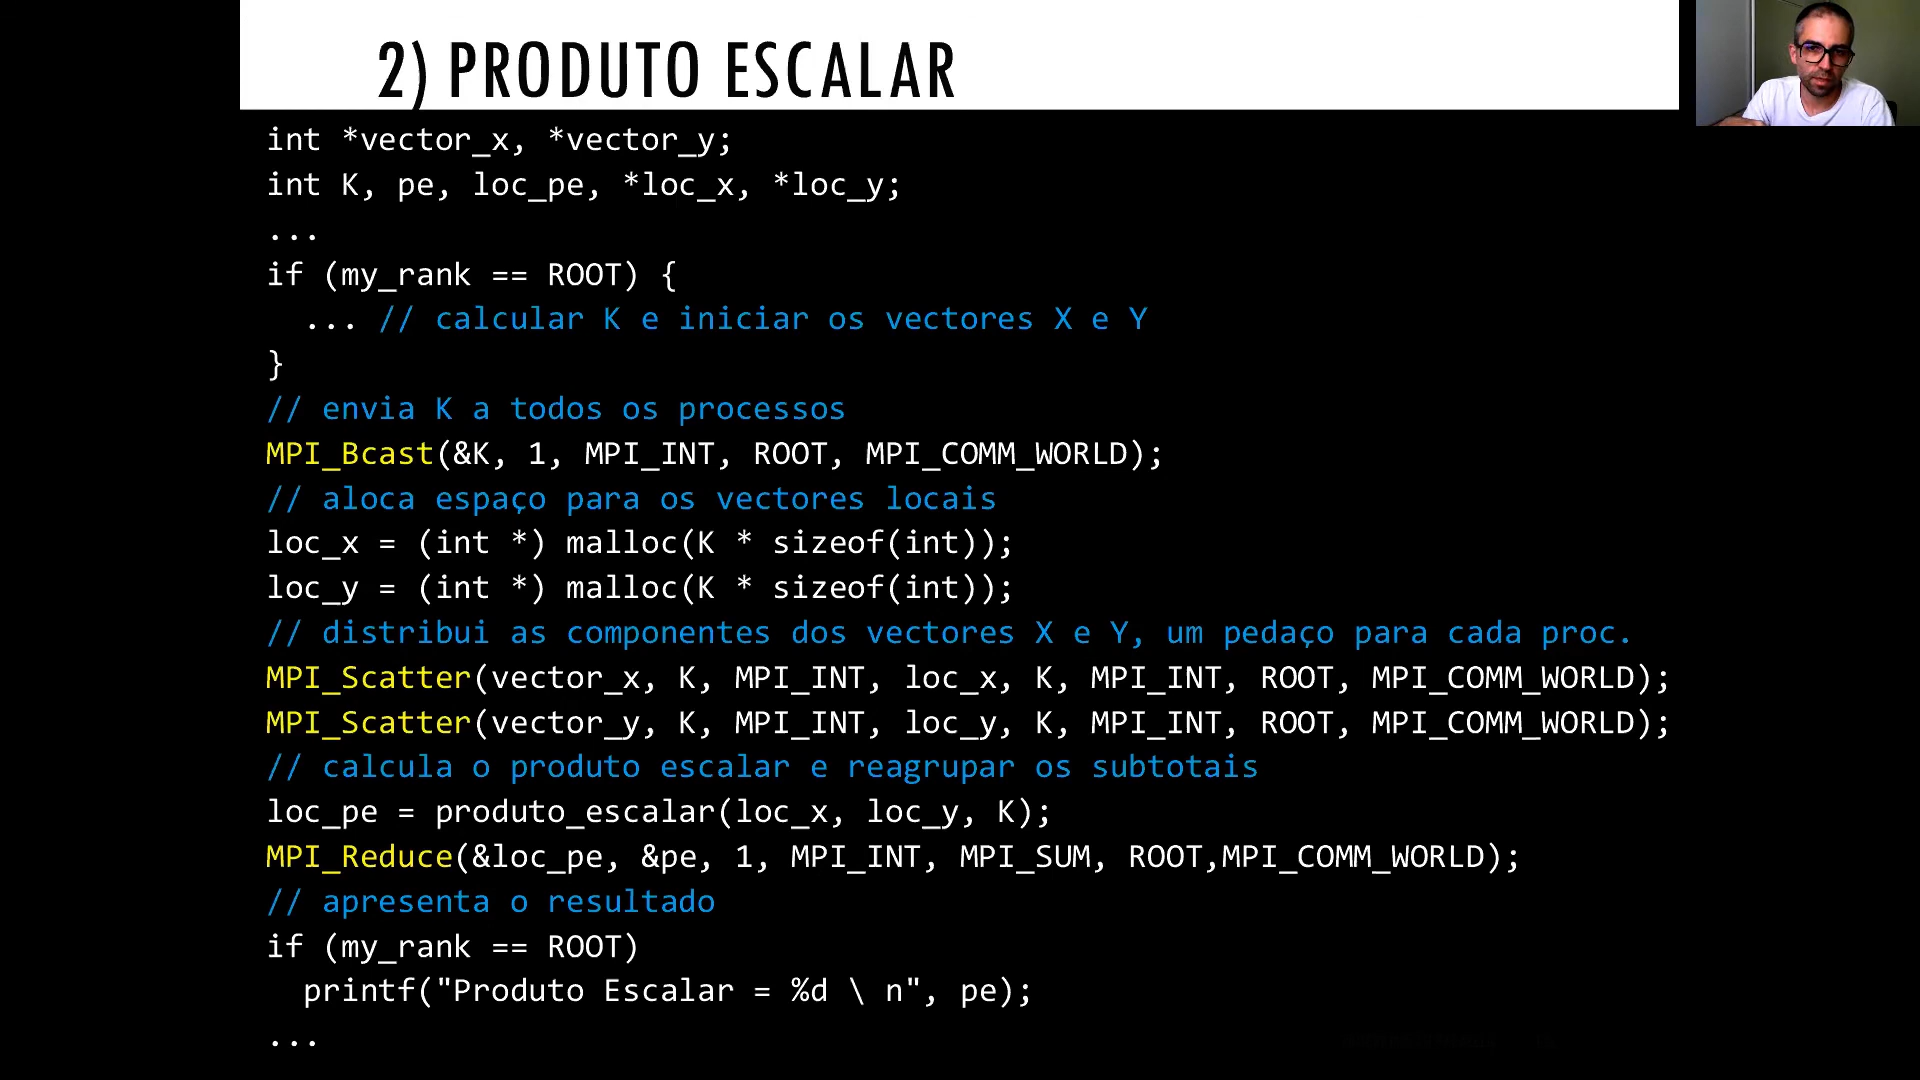 2) PRODUTO ESCALAR
int *vector_x, *vector_y;
int K, pe, loc_pe, *loc_x, *loc_y;
...
if (my_rank == ROOT) {
... // calcular K e iniciar os vectores X e Y
}
// envia K a todos os processos
MPI_Bcast(&K, 1, MPI_INT, ROOT, MPI_COMM_WORLD);
// aloca espaço para os vectores locais
loc_x = (int *) malloc(K * sizeof(int));
loc_y = (int *) malloc(K * sizeof(int));
// distribui as componentes dos vectores X e Y, um pedaço para cada proc.
MPI_Scatter(vector_x, K, MPI_INT, loc_x, K, MPI_INT, ROOT, MPI_COMM_WORLD);
MPI_Scatter(vector_y, K, MPI_INT, loc_y, K, MPI_INT, ROOT, MPI_COMM_WORLD);
// calcula o produto escalar e reagrupar os subtotais
loc_pe = produto_escalar(loc_x, loc_y, K);
MPI_Reduce(&loc_pe, &pe, 1, MPI_INT, MPI_SUM, ROOT,MPI_COMM_WORLD);
// apresenta o resultado
if (my_rank == ROOT)
printf("Produto Escalar = %d \ n", pe);
...